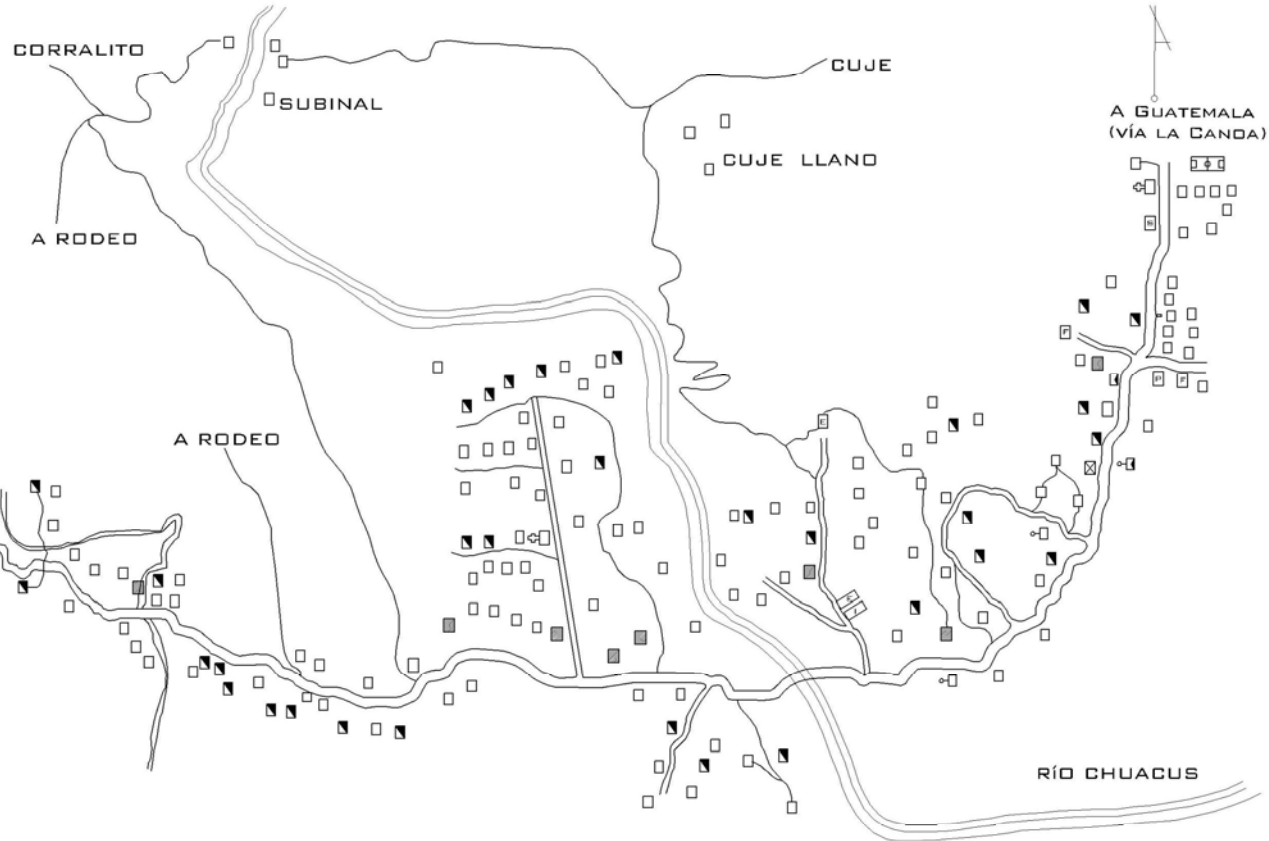 CORRALITO
CUJE
SUBINAL
A GUATEMALA
(VÍA LA CANOA)
CUJE LLANO
A RODEO
A RODEO
E
P
RÍO CHUACUS